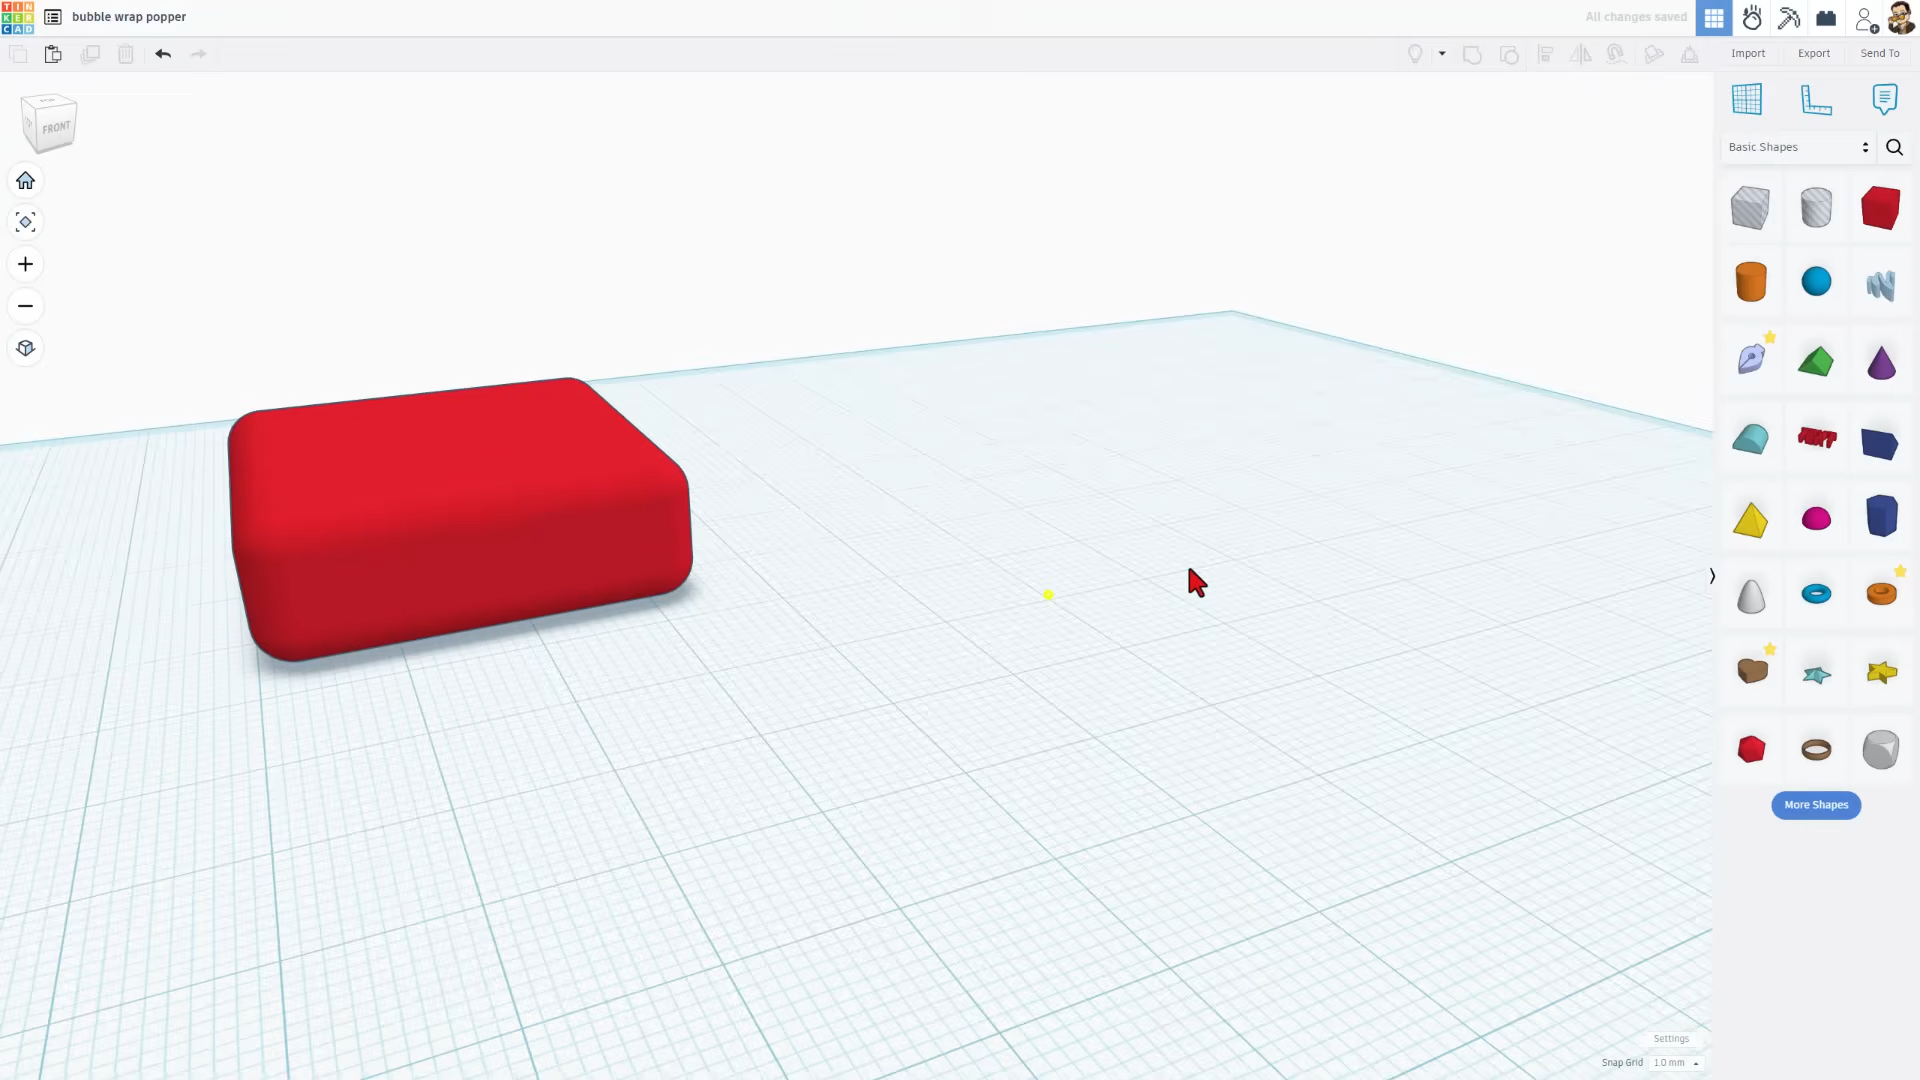 TIN
KER
CAD
bubble wrap popper
All changes saved
Import
Export
Send To
TOP
FRONT
Basic Shapes
More Shapes
Settings
Snap Grid 1.0 mm